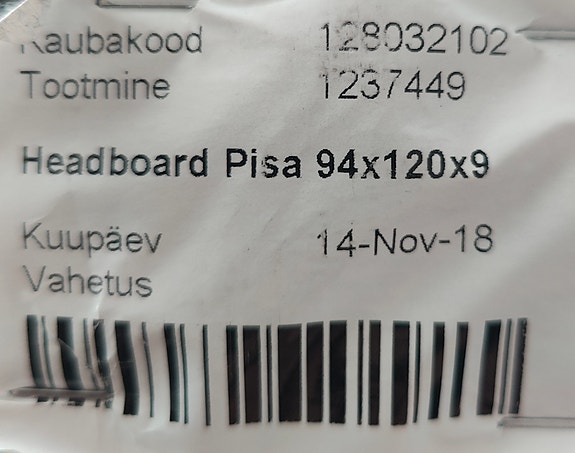 Kaubakood 128032102
Tootmine 1237449
Headboard Pisa 94x120x9
Kuupäev 14-Nov-18
Vahetus